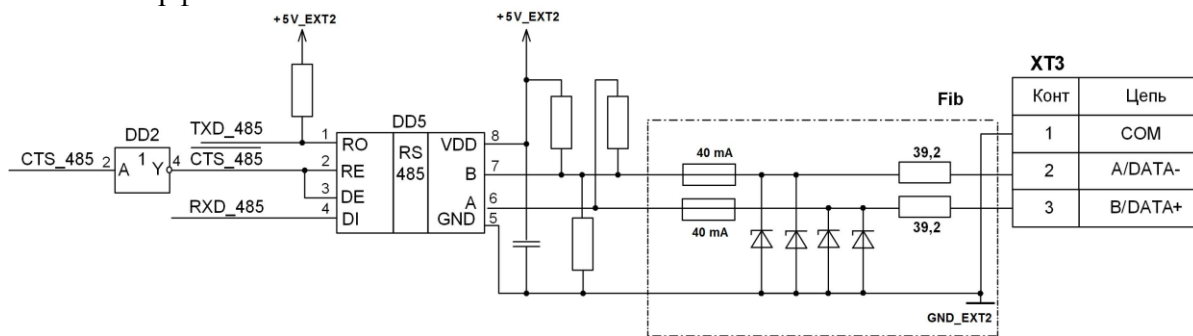 +5V_EXT2
+5V_EXT2
XT3
Конт Цепь
1 COM
2 A/DATA-
3 B/DATA+
Fib
DD2
CTS_485 2 A 1 Y 4 CTS_485
TXD_485
RXD_485
DD5
1 RO RS 485 VDD 8
2 RE B 7
3 DE A 6
4 DI GND 5
40 mA
39,2
40 mA
39,2
GND_EXT2